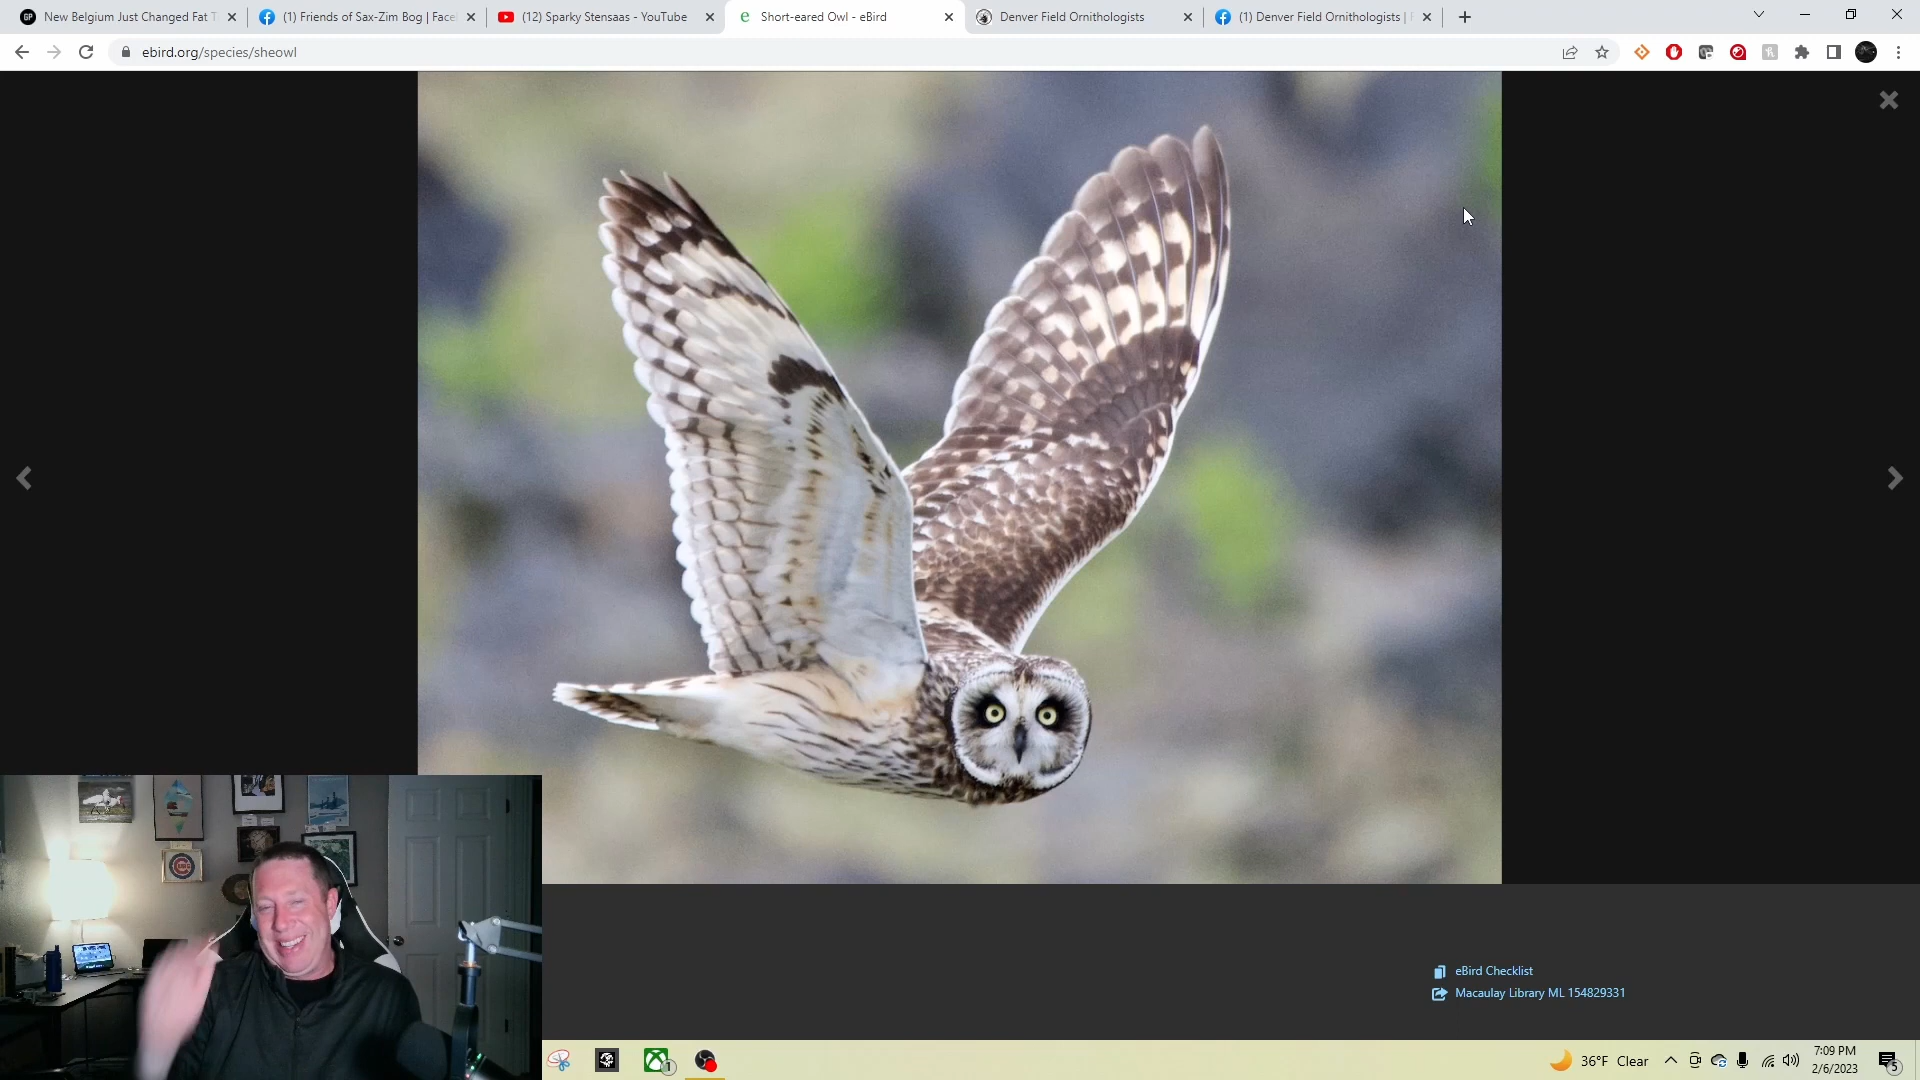 New Belgium Just Changed Fat T
(1) Friends of Sax-Zim Bog | Face
(12) Sparky Stensaas - YouTube
Short-eared Owl - eBird
Denver Field Ornithologists
(1) Denver Field Ornithologists | F
ebird.org/species/sheowl
eBird Checklist
Macaulay Library ML 154829331
36°F Clear
7:09 PM
2/6/2023
1
5